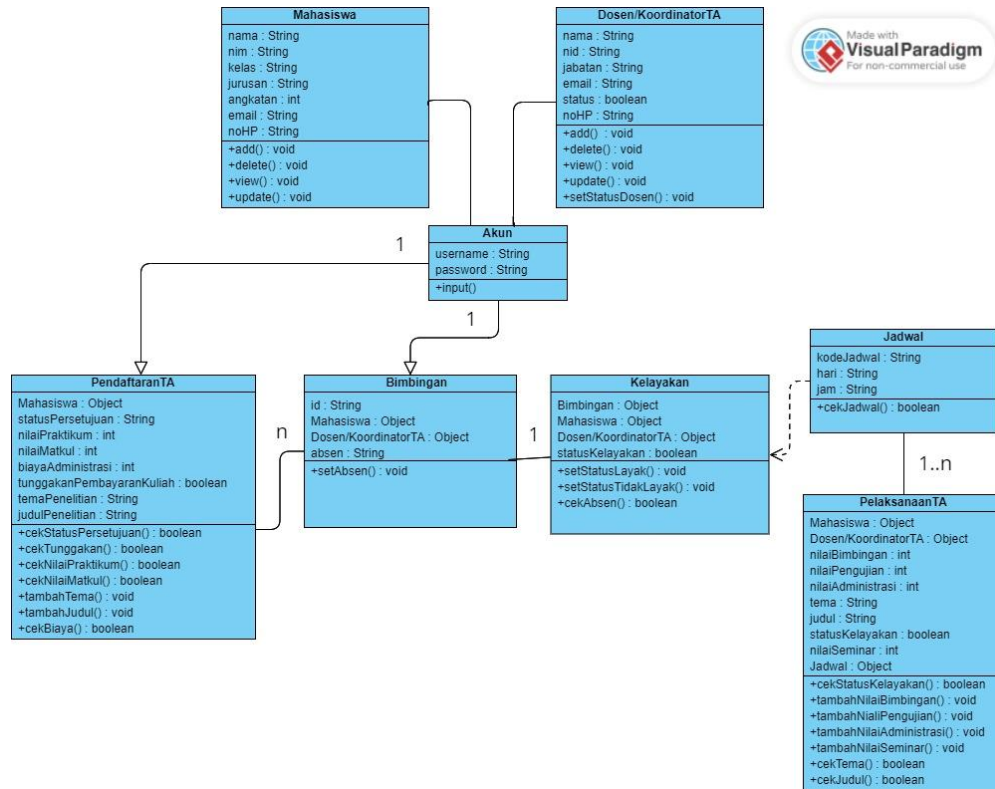 Mahasiswa
nama : String
nim : String
kelas : String
jurusan : String
angkatan : int
email : String
noHP : String
+add() : void
+delete() : void
+view() : void
+update() : void
Dosen/KoordinatorTA
nama : String
nid : String
jabatan : String
email : String
status : boolean
noHP : String
+add() : void
+delete() : void
+view() : void
+update() : void
+setStatusDosen() : void
Made with
Visual Paradigm
For non-commercial use
Akun
username : String
password : String
+input()
1
1
PendaftaranTA
Mahasiswa : Object
statusPersetujuan : String
nilaiPraktikum : int
nilaiMatkul : int
biayaAdministrasi : int
tunggakanPembayaranKuliah : boolean
temaPenelitian : String
judulPenelitian : String
+cekStatusPersetujuan() : boolean
+cekTunggakan() : boolean
+cekNilaiPraktikum() : boolean
+cekNilaiMatkul() : boolean
+tambahTema() : void
+tambahJudul() : void
+cekBiaya() : boolean
n
Bimbingan
id : String
Mahasiswa : Object
Dosen/KoordinatorTA : Object
absen : String
+setAbsen() : void
1
Kelayakan
Bimbingan : Object
Mahasiswa : Object
Dosen/KoordinatorTA : Object
statusKelayakan : boolean
+setStatusLayak() : void
+setStatusTidakLayak() : void
+cekAbsen() : boolean
Jadwal
kodeJadwal : String
hari : String
jam : String
+cekJadwal() : boolean
1..n
PelaksanaanTA
Mahasiswa : Object
Dosen/KoordinatorTA : Object
nilaiBimbingan : int
nilaiPengujian : int
nilaiAdministrasi : int
tema : String
judul : String
statusKelayakan : boolean
nilaiSeminar : int
Jadwal : Object
+cekStatusKelayakan() : boolean
+tambahNilaiBimbingan() : void
+tambahNialiPengujian() : void
+tambahNilaiAdministrasi() : void
+tambahNilaiSeminar() : void
+cekTema() : boolean
+cekJudul() : boolean